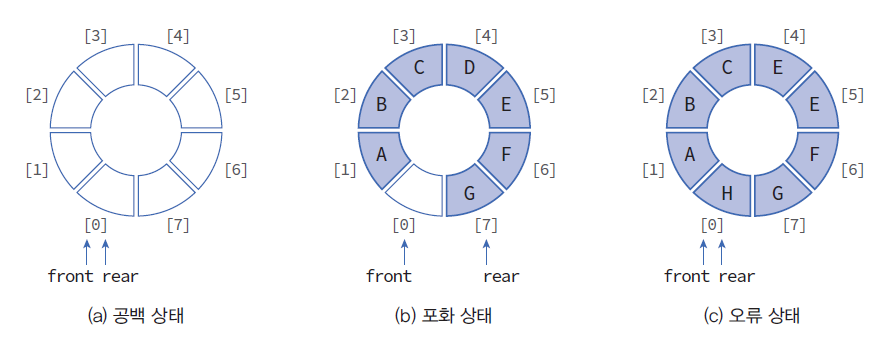 [3] [4] [3] [4] [3] [4]
C D C E
[2] [5] [2] [5] [2] [5]
B E B E
A F A F
[1] [6] [1] [6] [1] [6]
G H G
[0] [7] [0] [7] [0] [7]
front rear front rear front rear
(a) 공백 상태 (b) 포화 상태 (c) 오류 상태